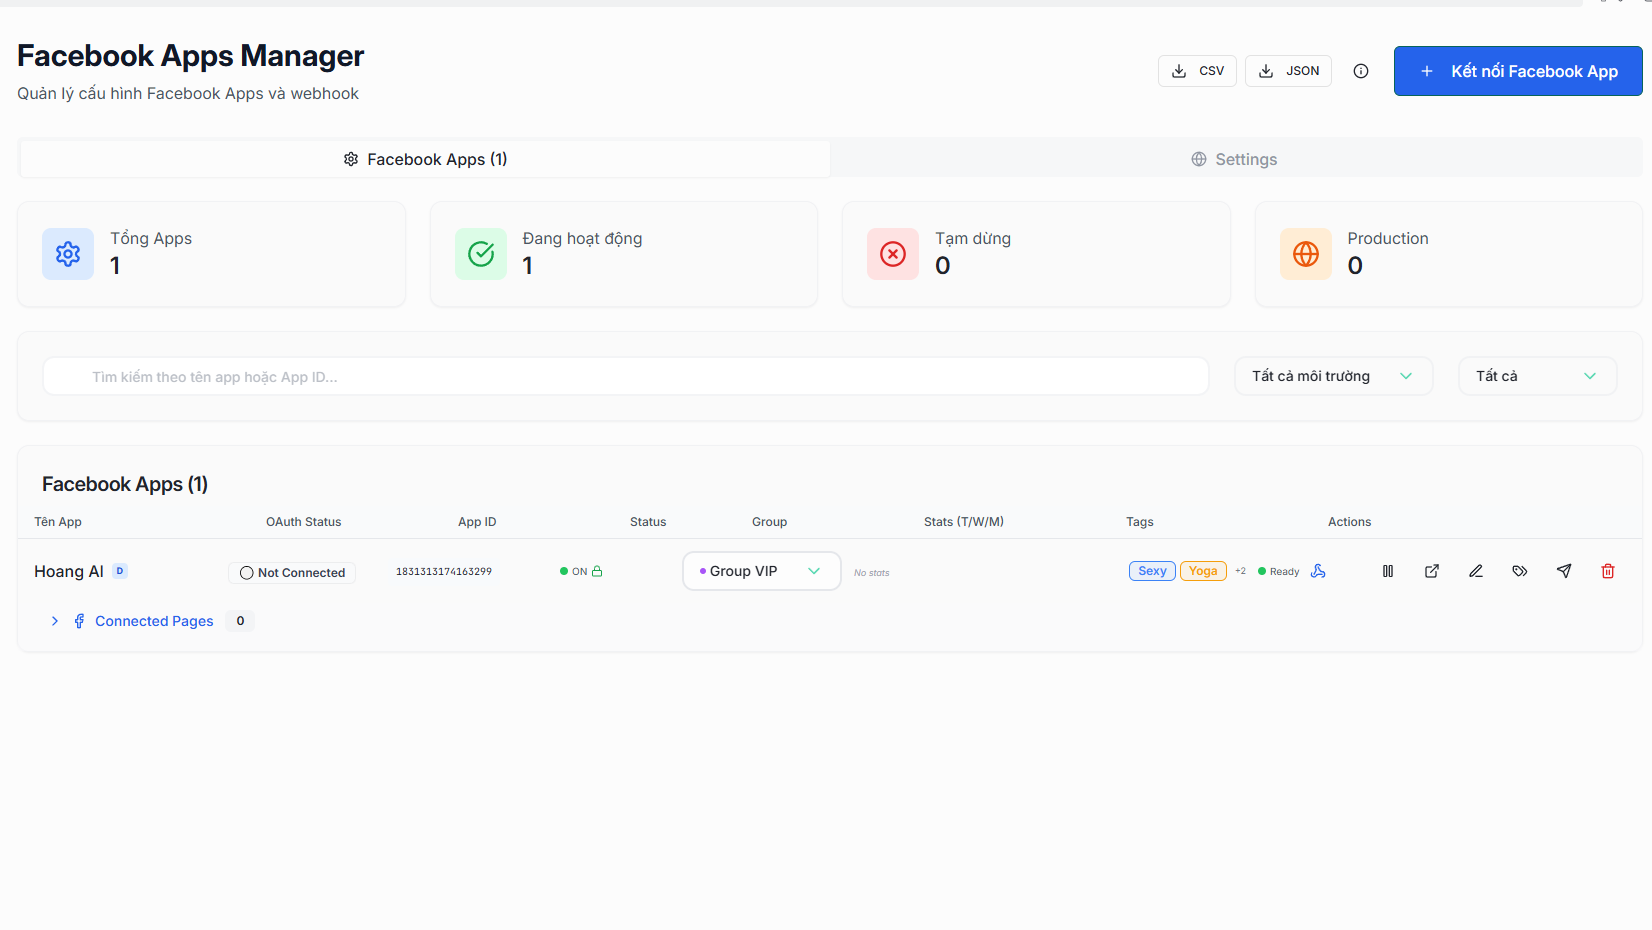 Facebook Apps Manager
Quản lý cấu hình Facebook Apps và webhook
CSV
JSON
Kết nối Facebook App
Facebook Apps (1)
Settings
Tổng Apps
1
Đang hoạt động
1
Tạm dừng
0
Production
0
Tìm kiếm theo tên app hoặc App ID...
Tất cả môi trường
Tất cả
Facebook Apps (1)
Tên App OAuth Status App ID Status Group Stats (T/W/M) Tags Actions
Hoang AI D Not Connected 1831313174163299 ON Group VIP No stats Sexy Yoga +2 Ready
Connected Pages 0